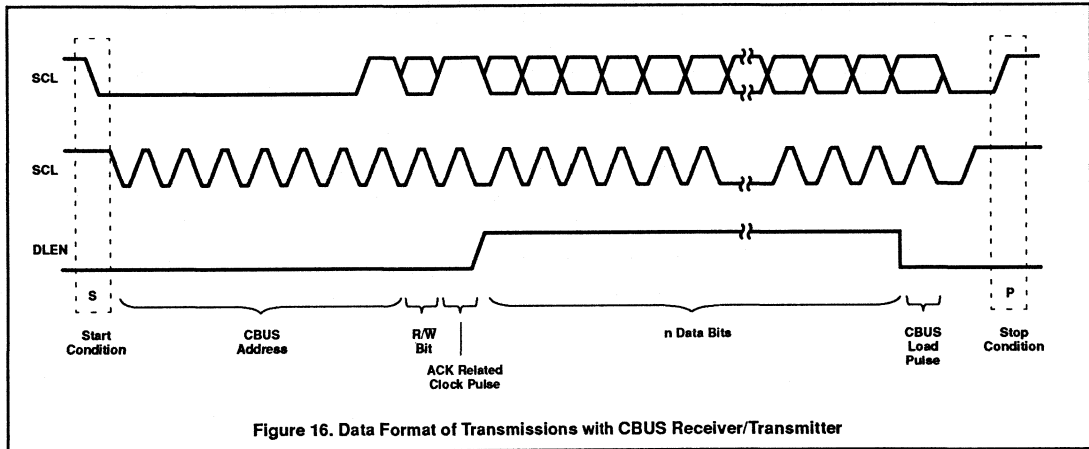 SCL
SCL
DLEN
S
P
Start
Condition
CBUS
Address
R/W
Bit
ACK Related
Clock Pulse
n Data Bits
CBUS
Load
Pulse
Stop
Condition
Figure 16. Data Format of Transmissions with CBUS Receiver/Transmitter